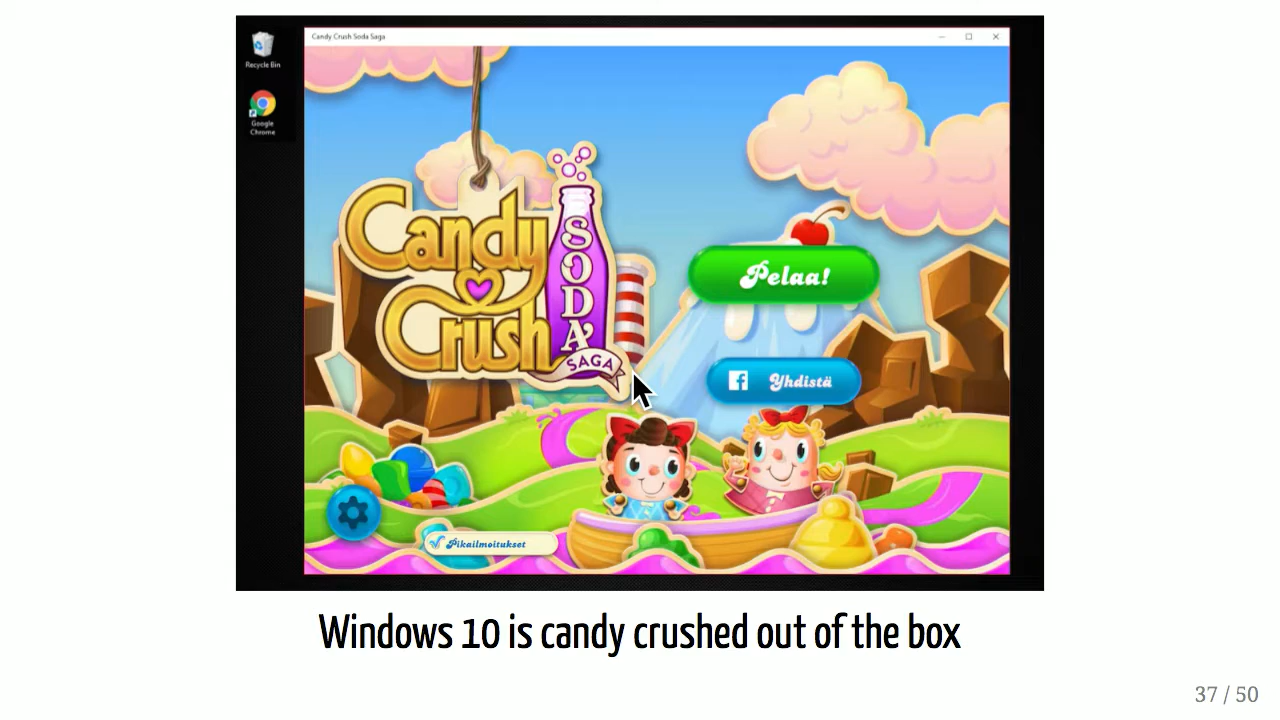 Candy Crush Soda Saga
Recycle Bin
Google
Chrome
Candy
Crush
SODA
SAGA
Pelaa!
Yhdistä
Pikailmoitukset
Windows 10 is candy crushed out of the box
37 / 50